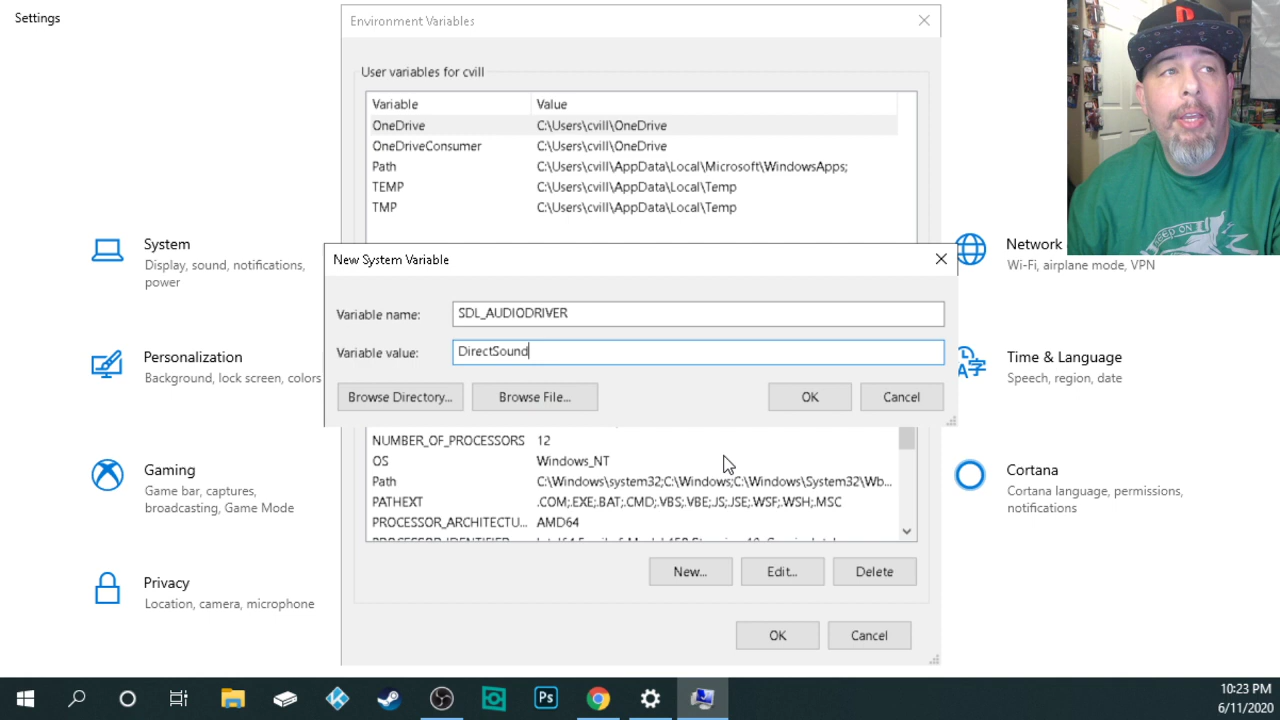 Settings
Environment Variables
User variables for cvill
Variable Value
OneDrive C:\Users\cvill\OneDrive
OneDriveConsumer C:\Users\cvill\OneDrive
Path C:\Users\cvill\AppData\Local\Microsoft\WindowsApps;
TEMP C:\Users\cvill\AppData\Local\Temp
TMP C:\Users\cvill\AppData\Local\Temp
System
Display, sound, notifications,
power
Network
Wi-Fi, airplane mode, VPN
New System Variable
Variable name: SDL_AUDIODRIVER
Variable value: DirectSound
Browse Directory... Browse File... OK Cancel
Personalization
Background, lock screen, colors
Time & Language
Speech, region, date
NUMBER_OF_PROCESSORS 12
OS Windows_NT
Path C:\Windows\system32;C:\Windows;C:\Windows\System32\Wb...
PATHEXT .COM;.EXE;.BAT;.CMD;.VBS;.VBE;.JS;.JSE;.WSF;.WSH;.MSC
PROCESSOR_ARCHITECTU... AMD64
Gaming
Game bar, captures,
broadcasting, Game Mode
Cortana
Cortana language, permissions,
notifications
New... Edit... Delete
Privacy
Location, camera, microphone
OK Cancel
Ps
10:23 PM
6/11/2020